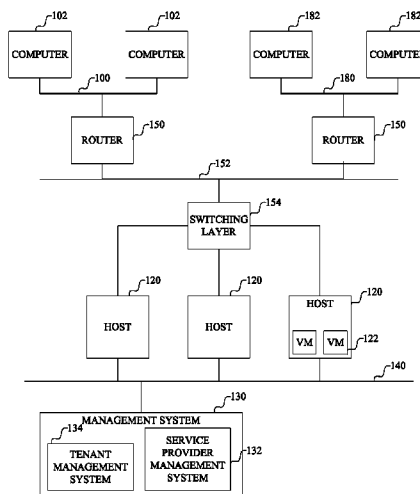 102 102 182 182
COMPUTER COMPUTER COMPUTER COMPUTER
100 180
150 150
ROUTER ROUTER
152
154
SWITCHING
LAYER
120 120 120
HOST
HOST HOST
VM VM 122
140
130
MANAGEMENT SYSTEM
134
TENANT
MANAGEMENT
SYSTEM
SERVICE
PROVIDER
MANAGEMENT
SYSTEM
132